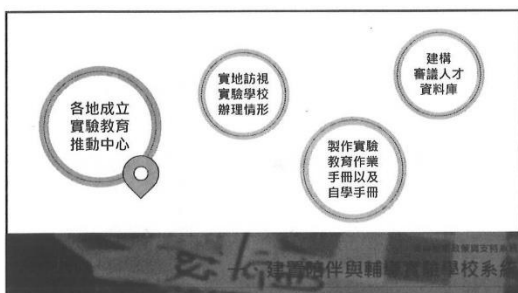 各地成立
實驗教育
推動中心
實地訪視
實驗學校
辦理情形
製作實驗
教育作業
手冊以及
自學手冊
建構
審議人才
資料庫
建置陪伴與輔導實驗學校系統